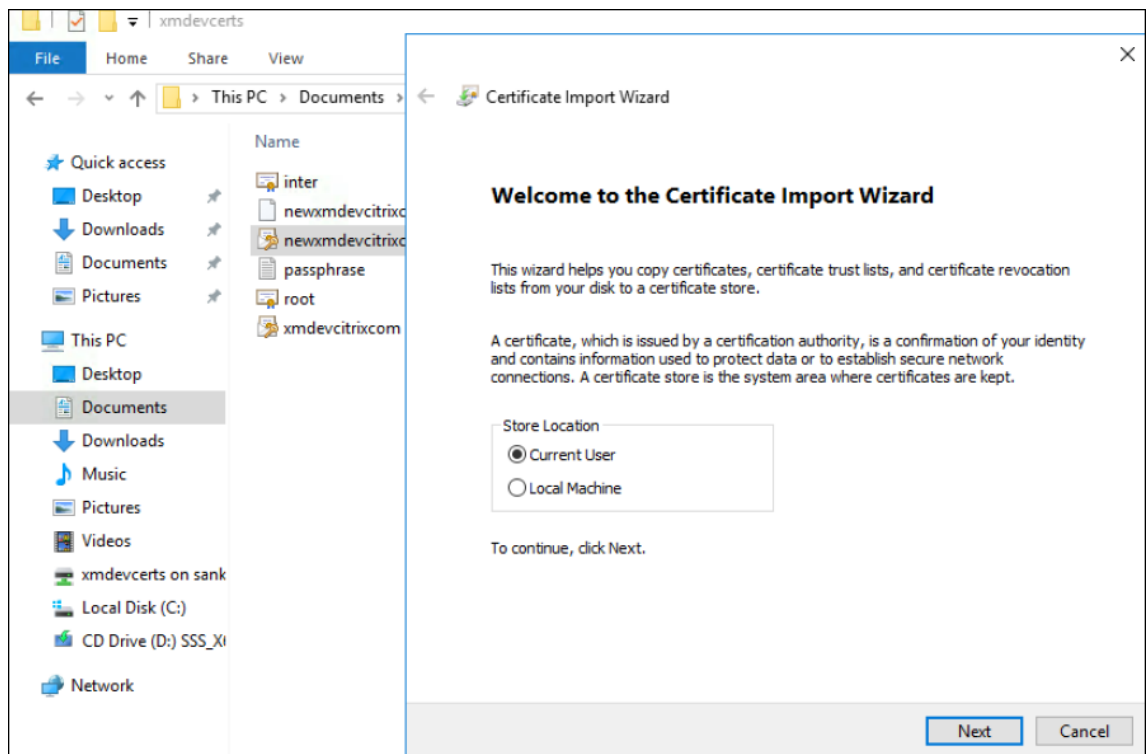 xmdevcerts
File Home Share View
This PC > Documents >
Name
Quick access
Desktop
Downloads
Documents
Pictures
This PC
Desktop
Documents
Downloads
Music
Pictures
Videos
xmdevcerts on sank
Local Disk (C:)
CD Drive (D:) SSS_X
Network
inter
newxmdevcitrixc
newxmdevcitrixc
passphrase
root
xmdevcitrixcom
Certificate Import Wizard
Welcome to the Certificate Import Wizard
This wizard helps you copy certificates, certificate trust lists, and certificate revocation
lists from your disk to a certificate store.
A certificate, which is issued by a certification authority, is a confirmation of your identity
and contains information used to protect data or to establish secure network
connections. A certificate store is the system area where certificates are kept.
Store Location
Current User
Local Machine
To continue, click Next.
Next Cancel